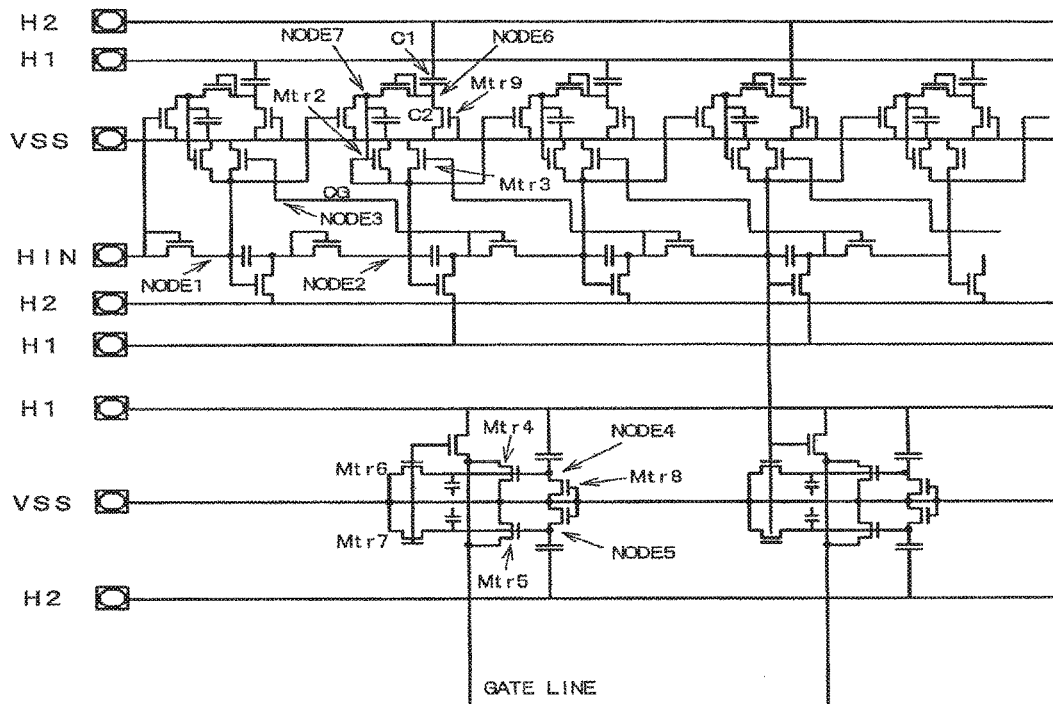 H2
NODE7
C1
NODE6
H1
Mtr9
Mtr2
C2
VSS
Mtr3
CG
NODE3
HIN
NODE1
NODE2
H2
H1
H1
Mtr4
NODE4
Mtr6
Mtr8
VSS
Mtr7
NODE5
Mtr5
H2
GATE LINE